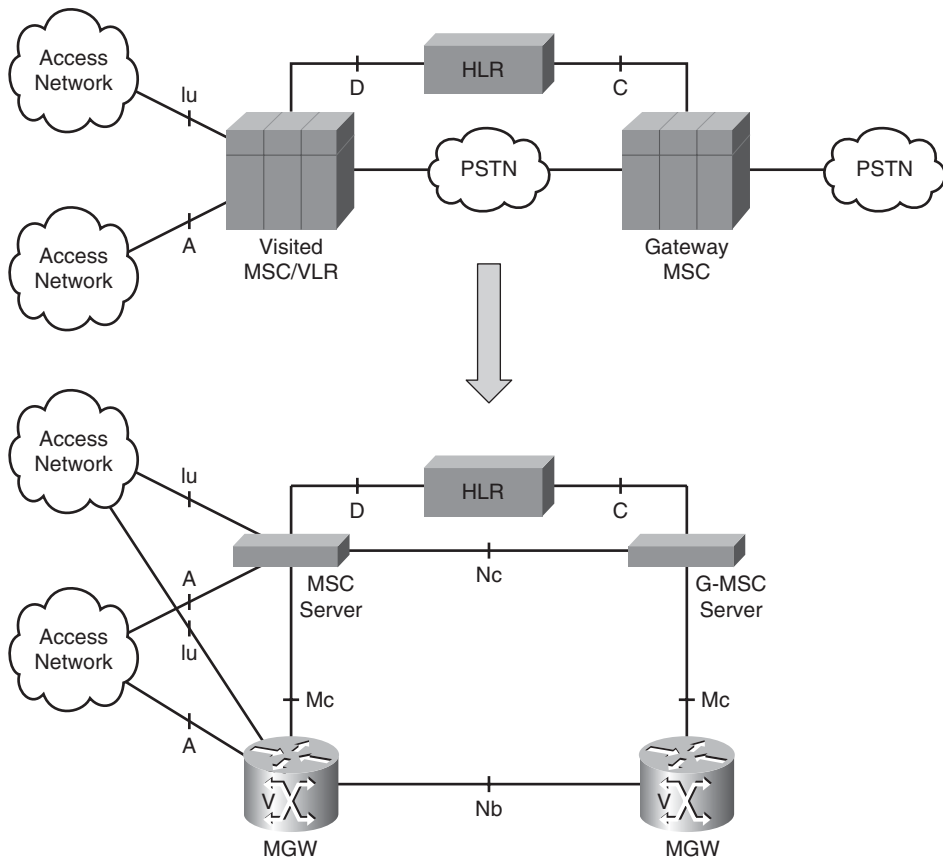 Access
Network
Iu
D
HLR
C
PSTN
PSTN
A
Access
Network
Visited
MSC/VLR
Gateway
MSC
Access
Network
Iu
D
HLR
C
A
MSC
Server
Nc
G-MSC
Server
Access
Network
Iu
Mc
Mc
A
V
V
Nb
MGW
MGW